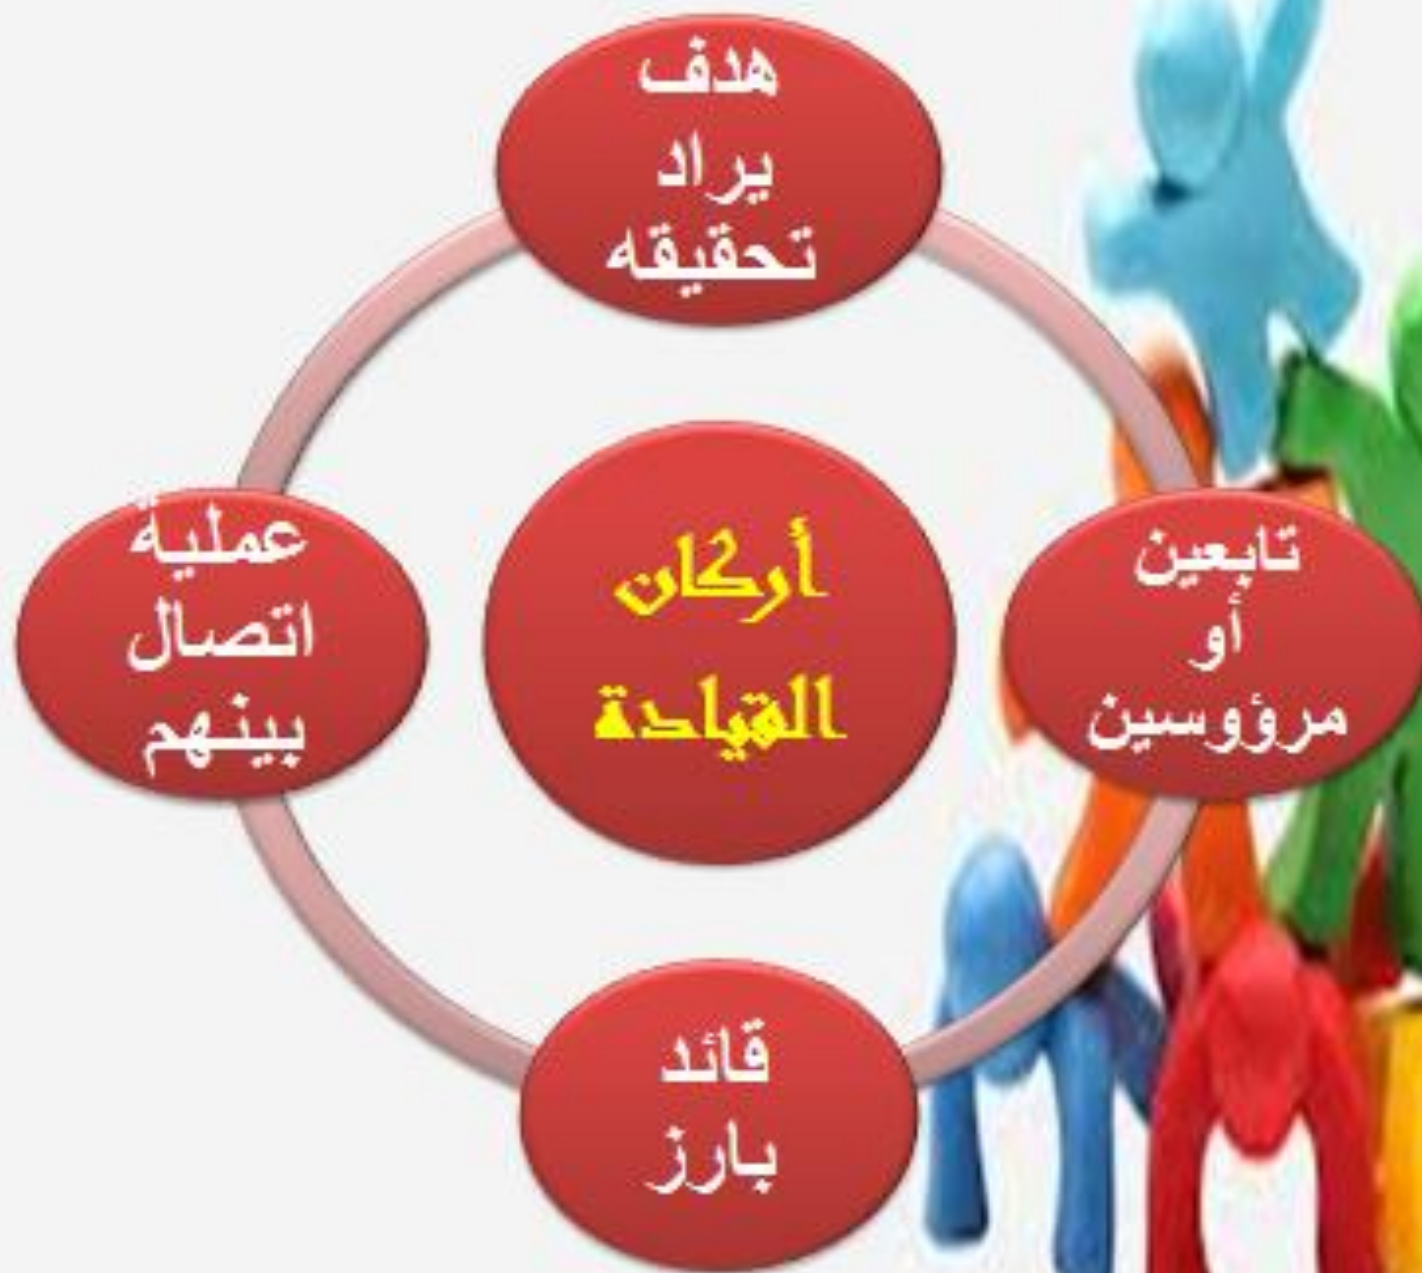 هدف
يراد
تحقيقه
تابعين
أو
مرؤوسين
أركان
القيادة
عملية
اتصال
بينهم
قائد
بارز